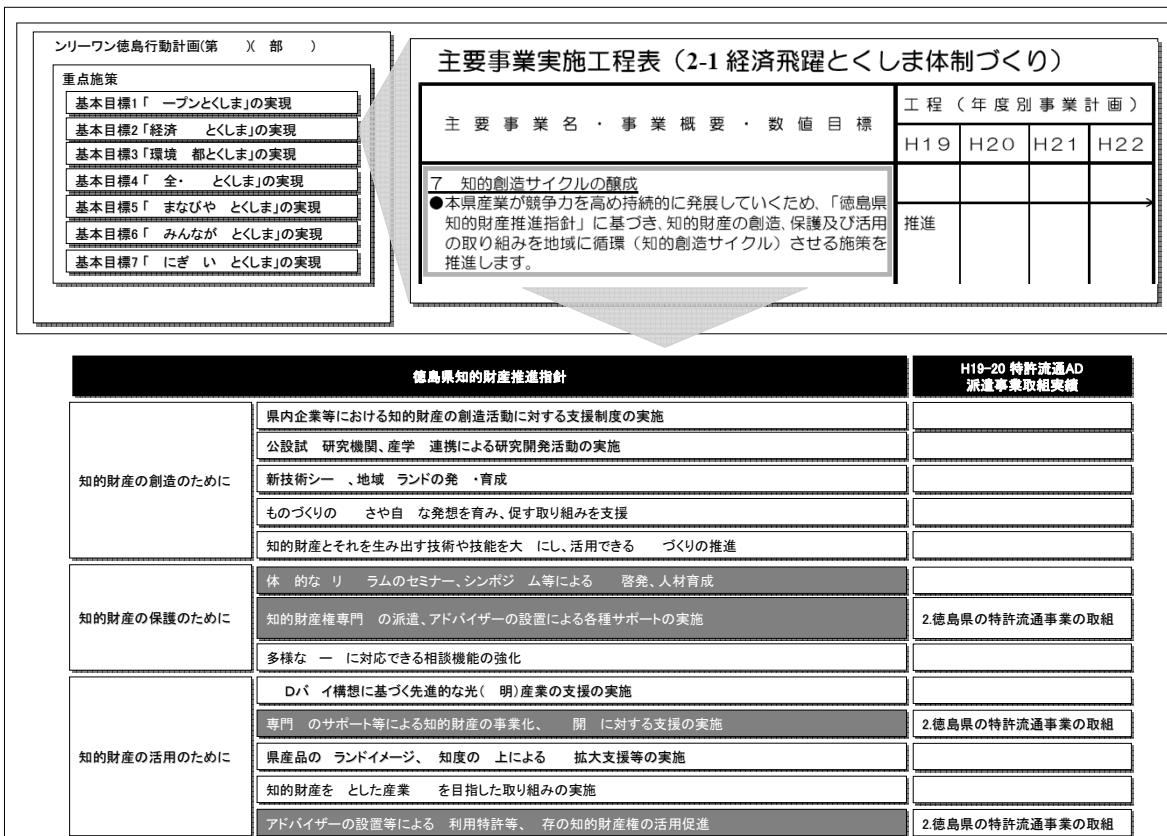 ンリーワン徳島行動計画(第　)(　部　)
重点施策
基本目標1「　ープンとくしま」の実現
基本目標2「経済　　とくしま」の実現
基本目標3「環境　都とくしま」の実現
基本目標4「　全・　　とくしま」の実現
基本目標5「　まなびや　とくしま」の実現
基本目標6「　みんなが　とくしま」の実現
基本目標7「　にぎ　い　とくしま」の実現
主要事業実施工程表（2-1 経済飛躍とくしま体制づくり）
主要事業名・事業概要・数値目標
工程（年度別事業計画）
H19 H20 H21 H22
7　知的創造サイクルの醸成
●本県産業が競争力を高め持続的に発展していくため、「徳島県
知的財産推進指針」に基づき、知的財産の創造、保護及び活用
の取り組みを地域に循環（知的創造サイクル）させる施策を
推進します。
推進
徳島県知的財産推進指針
H19-20 特許流通AD
派遣事業取組実績
知的財産の創造のために
県内企業等における知的財産の創造活動に対する支援制度の実施
公設試　研究機関、産学　連携による研究開発活動の実施
新技術シー　、地域　ランドの発　・育成
ものづくりの　　さや自　な発想を育み、促す取り組みを支援
知的財産とそれを生み出す技術や技能を大　にし、活用できる　　づくりの推進
知的財産の保護のために
体　的な　リ　　ラムのセミナー、シンポジ　ム等による　　啓発、人材育成
知的財産権専門　の派遣、アドバイザーの設置による各種サポートの実施
2.徳島県の特許流通事業の取組
多様な　ー　に対応できる相談機能の強化
知的財産の活用のために
Dバ　イ構想に基づく先進的な光(　明)産業の支援の実施
専門　のサポート等による知的財産の事業化、　　開　に対する支援の実施
2.徳島県の特許流通事業の取組
県産品の　ランドイメージ、　知度の　上による　　拡大支援等の実施
知的財産を　とした産業　　を目指した取り組みの実施
アドバイザーの設置等による　利用特許等、　存の知的財産権の活用促進
2.徳島県の特許流通事業の取組